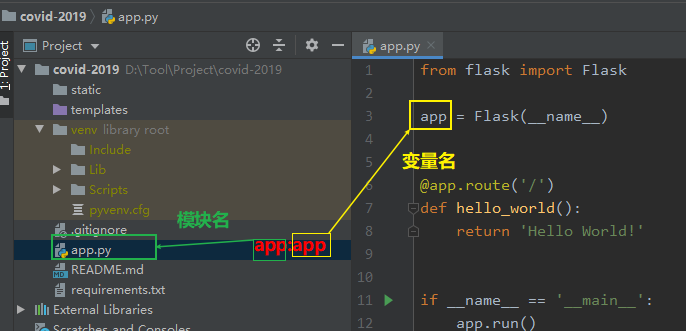 covid-2019 app.py
Project
app.py
1: Project
covid-2019 D:\Tool\Project\covid-2019
static
templates
venv library root
Include
Lib
Scripts
pyvenv.cfg
.gitignore
模块名
app.py
app:app
README.md
requirements.txt
External Libraries
Scratches and Consoles
1 from flask import Flask
2
3 app = Flask(__name__)
4
5
变量名
6 @app.route('/')
7 def hello_world():
8 return 'Hello World!'
9
10
11 if __name__ == '__main__':
12 app.run()